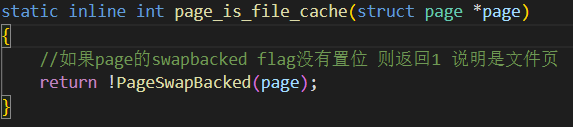 static inline int page_is_file_cache(struct page *page)
{
//如果page的swapbacked flag没有置位 则返回1 说明是文件页
return !PageSwapBacked(page);
}